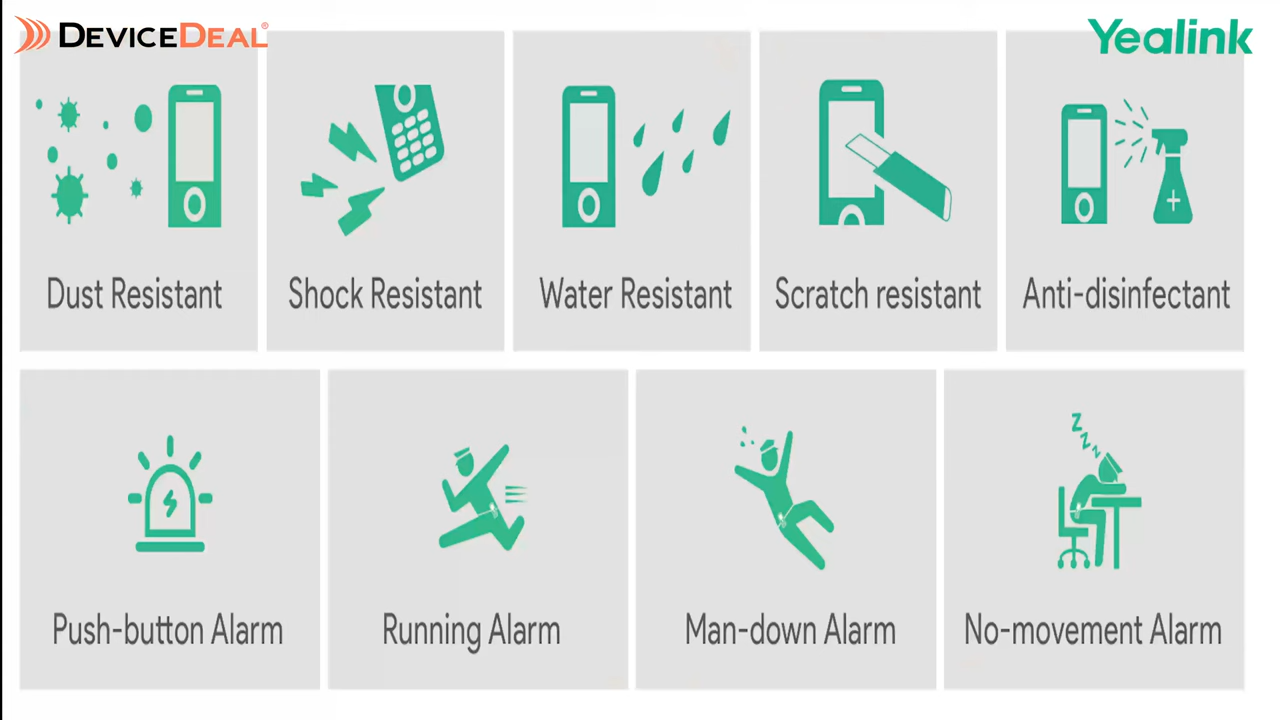 DEVICEDEAL®
Yealink
Dust Resistant
Shock Resistant
Water Resistant
Scratch resistant
Anti-disinfectant
Z
Z
Z
Push-button Alarm
Running Alarm
Man-down Alarm
No-movement Alarm